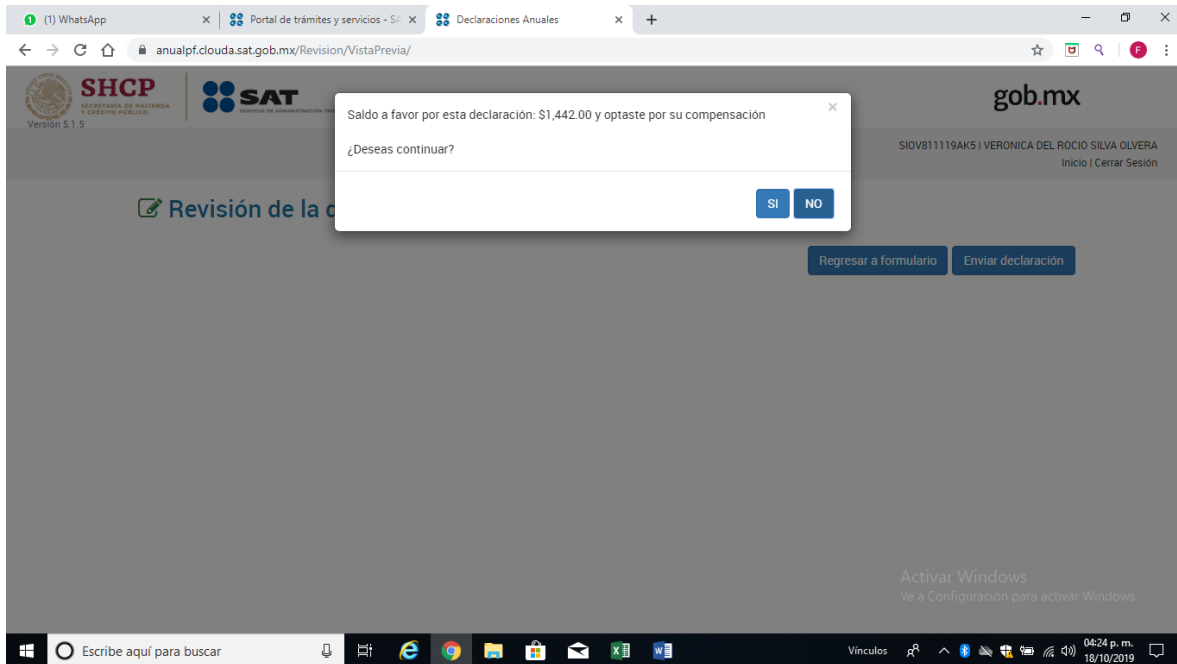 (1) WhatsApp
Portal de trámites y servicios - SA
Declaraciones Anuales
anualpf.clouda.sat.gob.mx/Revision/VistaPrevia/
SHCP
SECRETARÍA DE HACIENDA
Y CRÉDITO PÚBLICO
SAT
Versión 5.1.5
gob.mx
SIOV811119AK5 | VERONICA DEL ROCIO SILVA OLVERA
Inicio | Cerrar Sesión
Saldo a favor por esta declaración: $1,442.00 y optaste por su compensación
×
¿Deseas continuar?
SI
NO
Revisión de la d
Regresar a formulario
Enviar declaración
Activar Windows
Ve a Configuración para activar Windows.
Escribe aquí para buscar
Vínculos
04:24 p. m.
18/10/2019